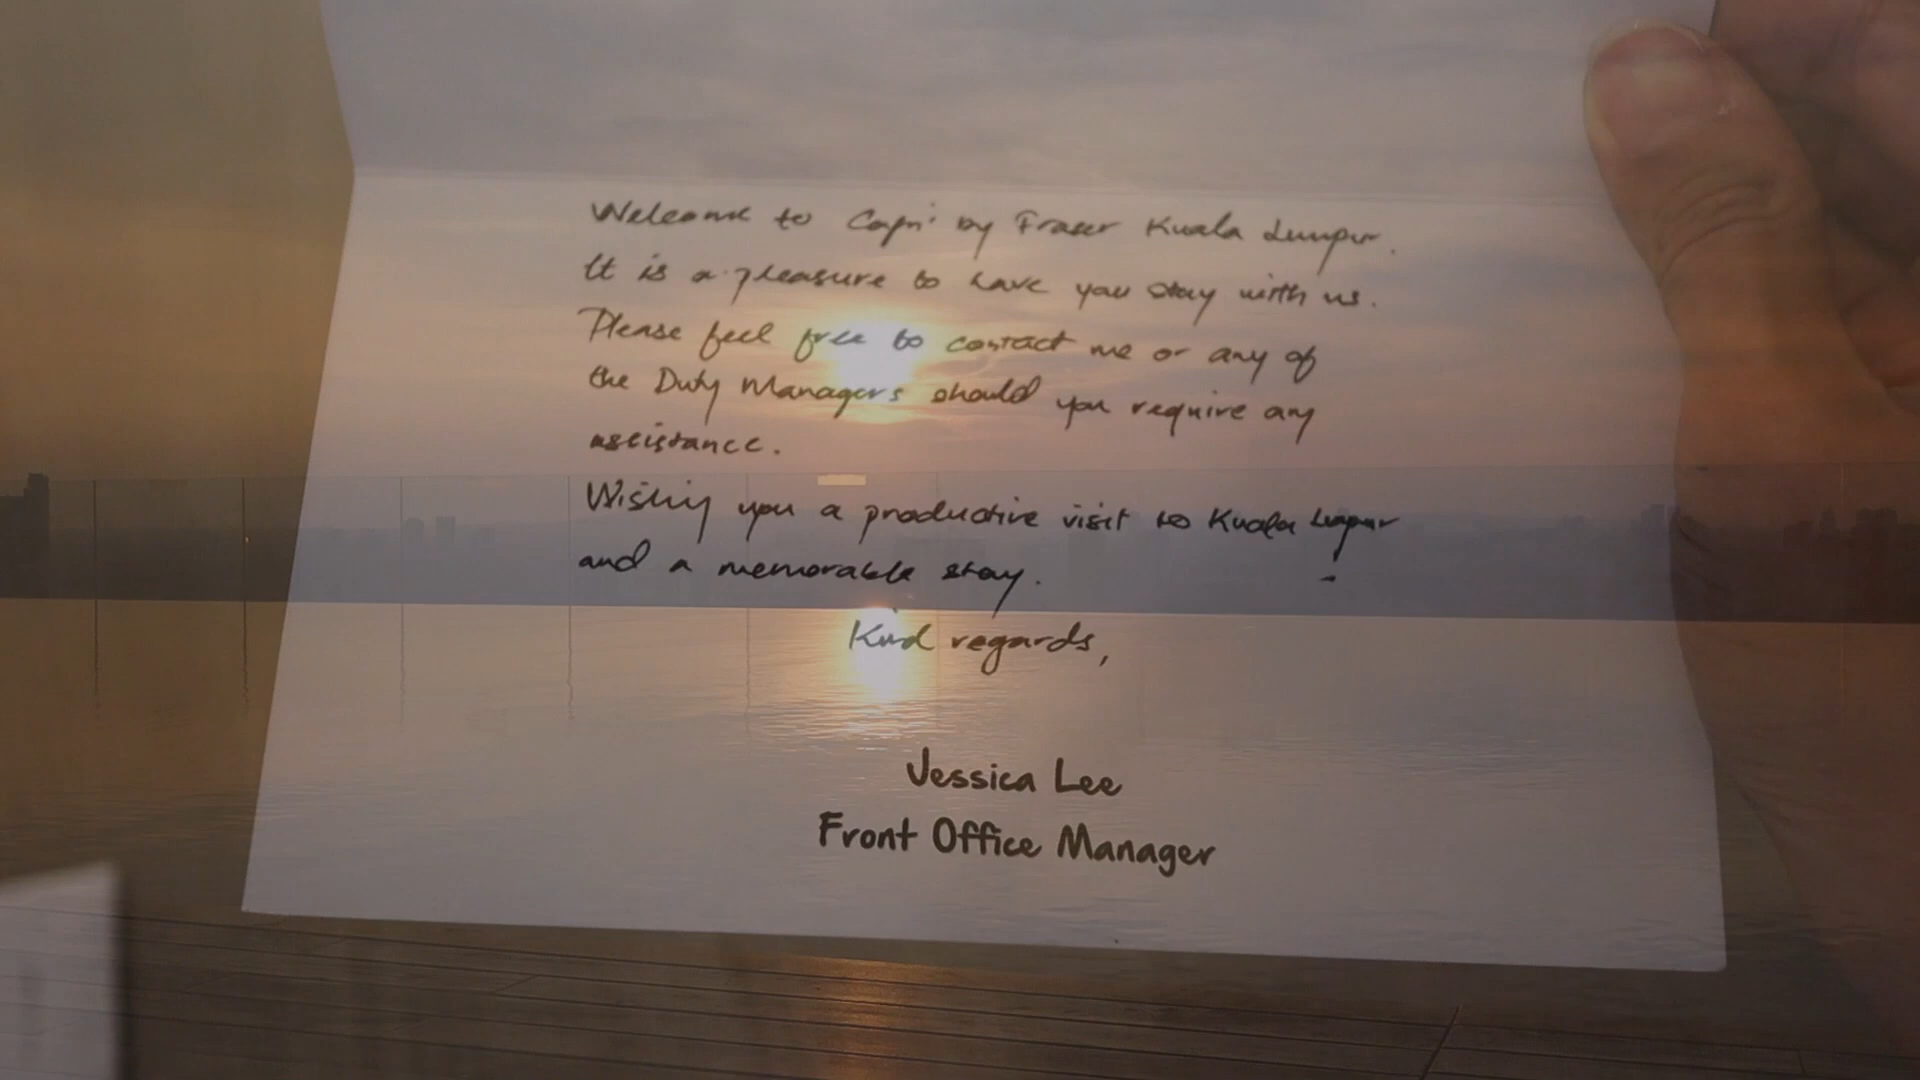 Welcome to Capri by Fraser Kuala Lumpur.
It is a pleasure to have you stay with us.
Please feel free to contact me or any of
the Duty Managers should you require any
assistance.
Wishing you a productive visit to Kuala Lumpur
and a memorable stay.
Kind regards,
Jessica Lee
Front Office Manager